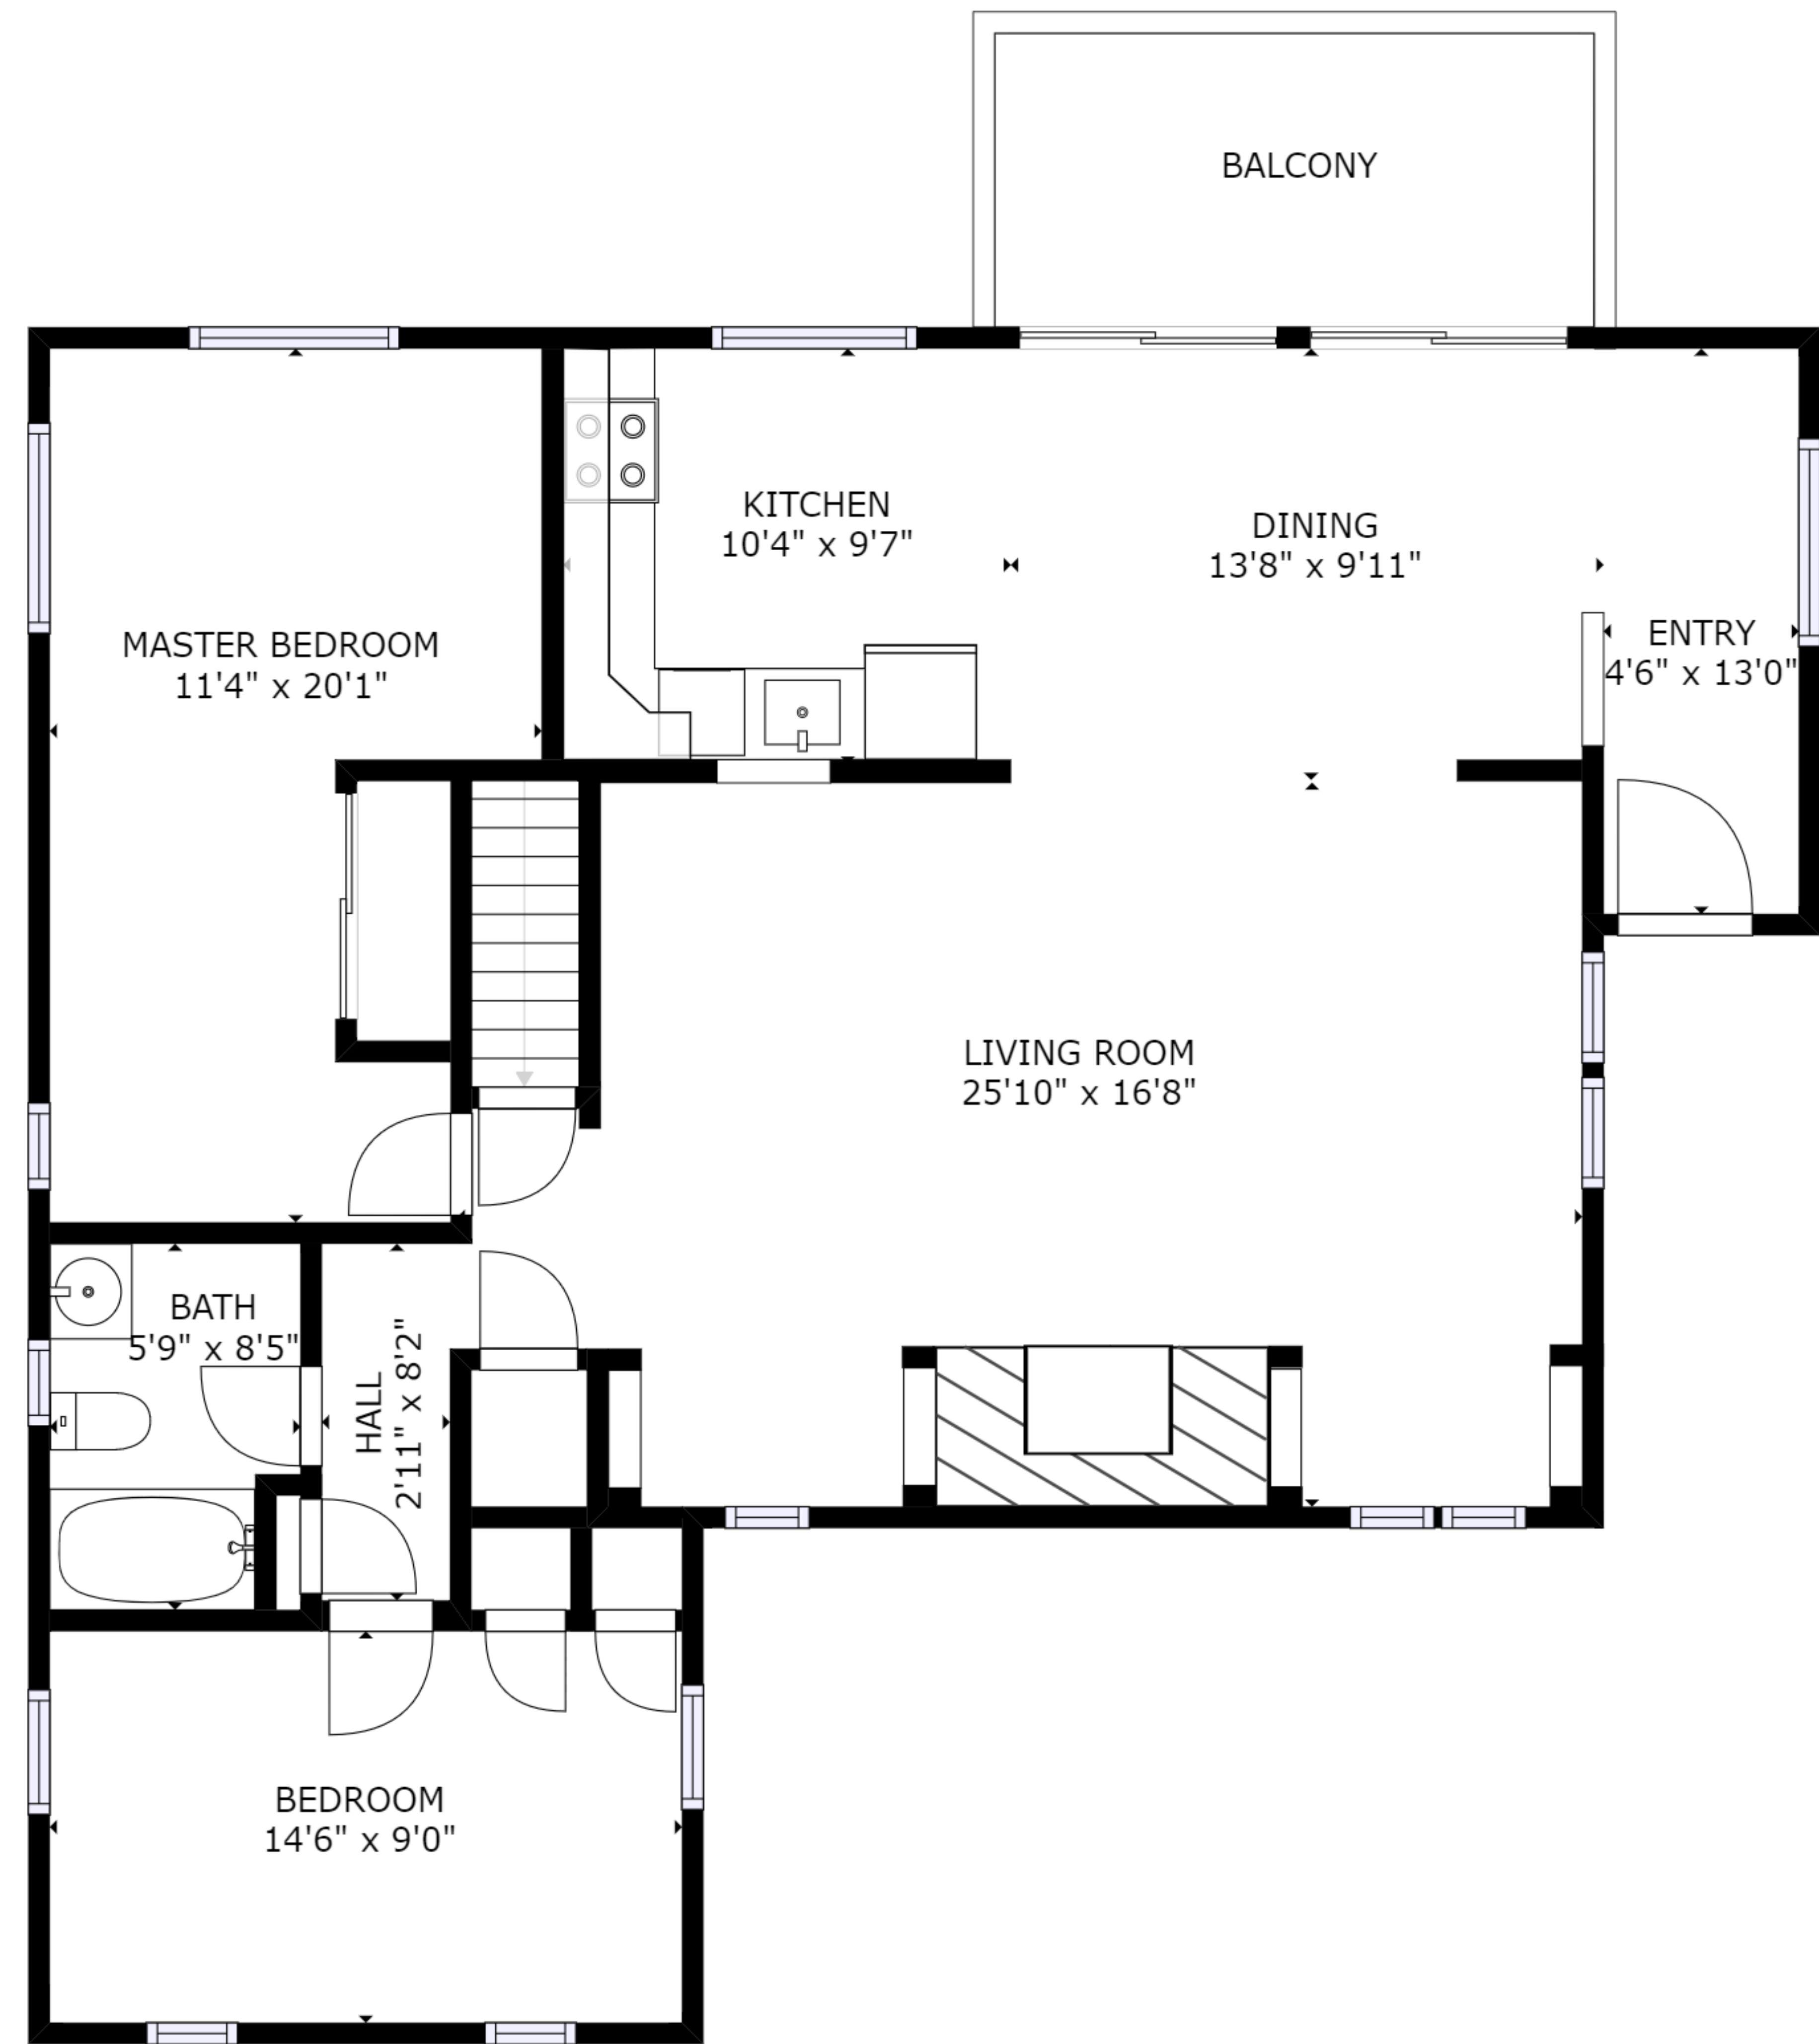 BALCONY
KITCHEN
10'4" x 9'7"
DINING
13'8" x 9'11"
ENTRY
4'6" x 13'0"
MASTER BEDROOM
11'4" x 20'1"
LIVING ROOM
25'10" x 16'8"
BATH
5'9" x 8'5"
HALL
2'11" x 8'2"
BEDROOM
14'6" x 9'0"